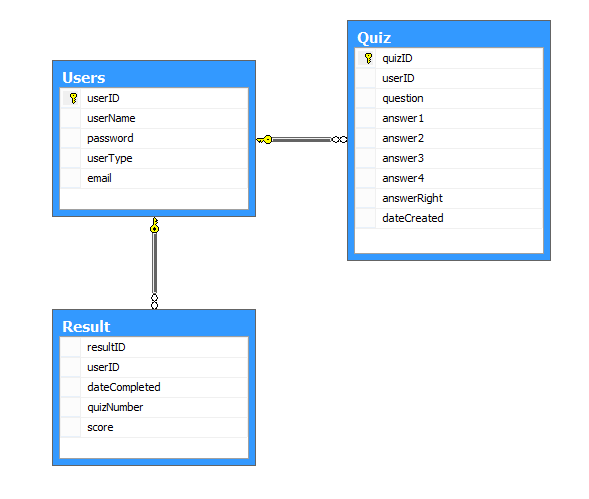 Users
userID
userName
password
userType
email
Quiz
quizID
userID
question
answer1
answer2
answer3
answer4
answerRight
dateCreated
Result
resultID
userID
dateCompleted
quizNumber
score